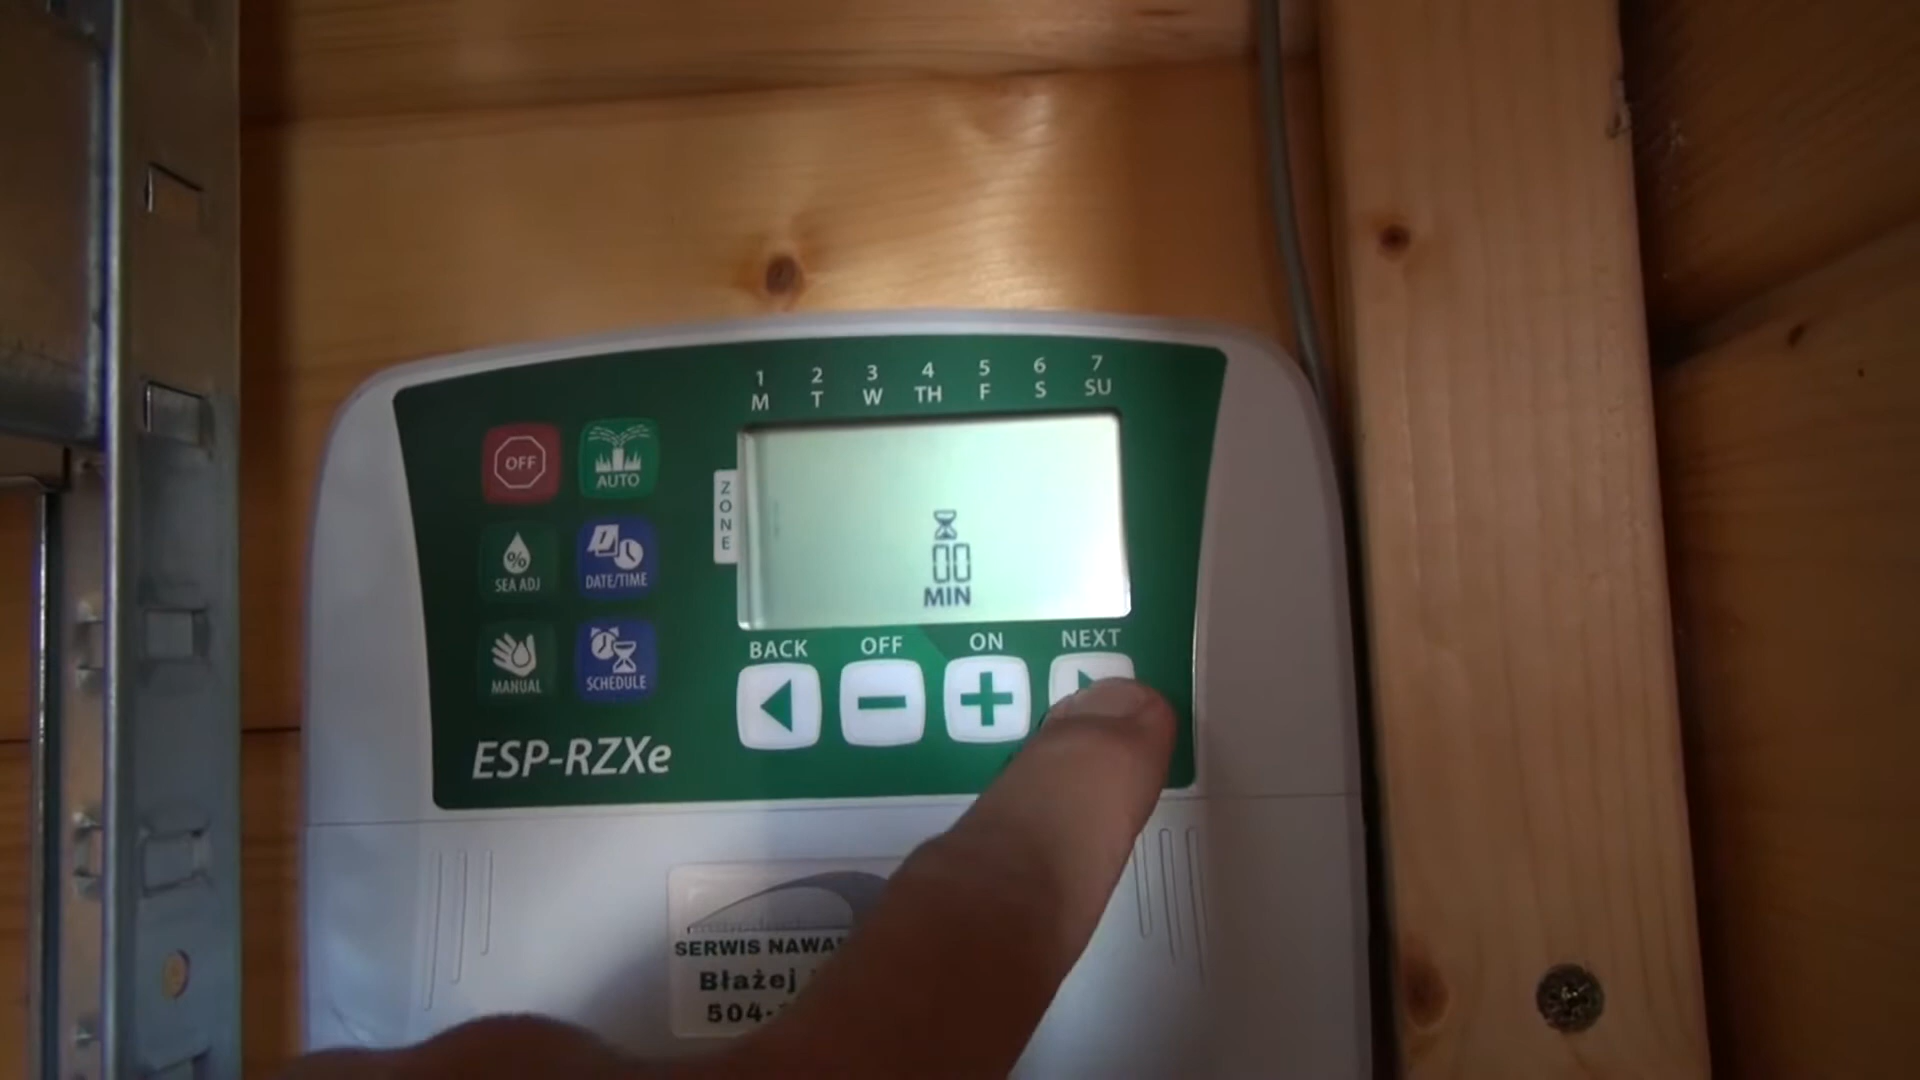 1 2 3 4 5 6 7
M T W TH F S SU
OFF
AUTO
ZONE
SEA ADJ
DATE/TIME
00
MIN
MANUAL
SCHEDULE
BACK OFF ON NEXT
ESP-RZXe
SERWIS
Błażej
504-